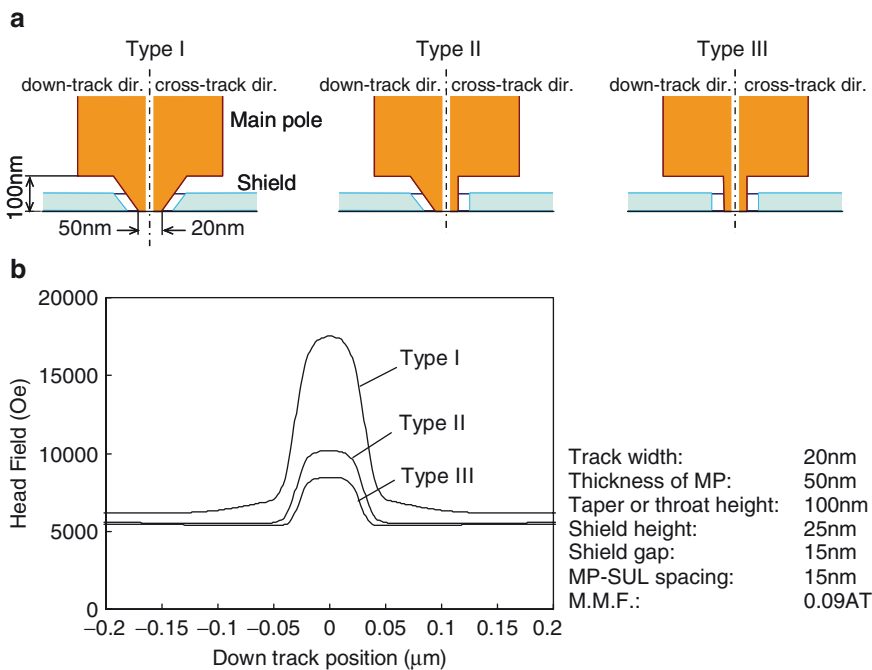 a
Type I
Type II
Type III
down-track dir. cross-track dir.
down-track dir. cross-track dir.
down-track dir. cross-track dir.
Main pole
Shield
100nm
50nm
20nm
b
20000
15000
10000
5000
0
Head Field (Oe)
Type I
Type II
Type III
−0.2 −0.15 −0.1 −0.05 0 0.05 0.1 0.15 0.2
Down track position (μm)
Track width: 20nm
Thickness of MP: 50nm
Taper or throat height: 100nm
Shield height: 25nm
Shield gap: 15nm
MP-SUL spacing: 15nm
M.M.F.: 0.09AT